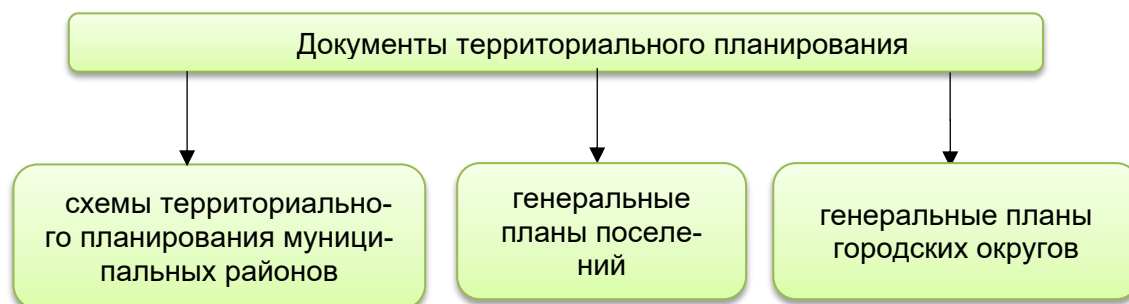 Документы территориального планирования
схемы территориально-
го планирования муници-
пальных районов
генеральные
планы поселе-
ний
генеральные планы
городских округов